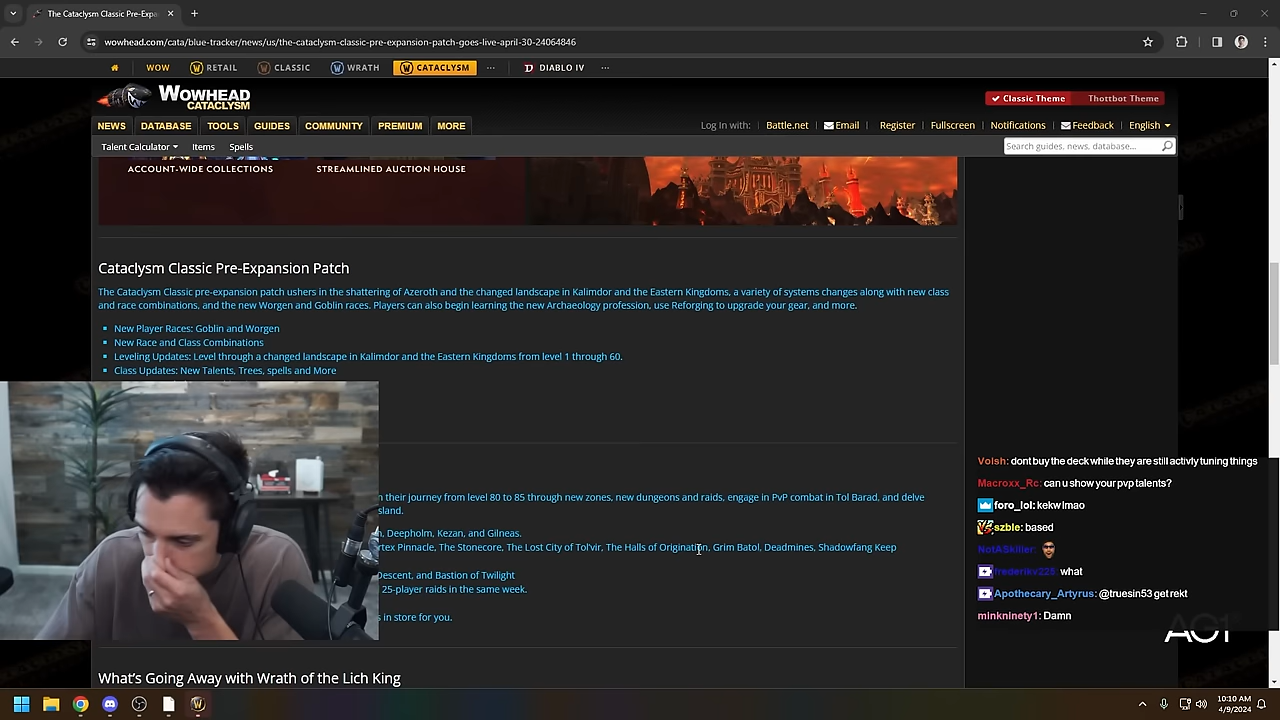 The Cataclysm Classic Pre-Expa
wowhead.com/cata/blue-tracker/news/us/the-cataclysm-classic-pre-expansion-patch-goes-live-april-30-24064846
WOW RETAIL CLASSIC WRATH CATACLYSM ... DIABLO IV ...
WOWHEAD
CATACLYSM
Classic Theme Thottbot Theme
NEWS DATABASE TOOLS GUIDES COMMUNITY PREMIUM MORE
Log In with: Battle.net Email Register Fullscreen Notifications Feedback English
Talent Calculator Items Spells
Search guides, news, database...
ACCOUNT-WIDE COLLECTIONS STREAMLINED AUCTION HOUSE
Cataclysm Classic Pre-Expansion Patch
The Cataclysm Classic pre-expansion patch ushers in the shattering of Azeroth and the changed landscape in Kalimdor and the Eastern Kingdoms, a variety of systems changes along with new class
and race combinations, and the new Worgen and Goblin races. Players can also begin learning the new Archaeology profession, use Reforging to upgrade your gear, and more.
New Player Races: Goblin and Worgen
New Race and Class Combinations
Leveling Updates: Level through a changed landscape in Kalimdor and the Eastern Kingdoms from level 1 through 60.
Class Updates: New Talents, Trees, spells and More
their journey from level 80 to 85 through new zones, new dungeons and raids, engage in PvP combat in Tol Barad, and delve
sland.
, Deepholm, Kezan, and Gilneas.
rtex Pinnacle, The Stonecore, The Lost City of Tol'vir, The Halls of Origination, Grim Batol, Deadmines, Shadowfang Keep
Descent, and Bastion of Twilight
25-player raids in the same week.
s in store for you.
What's Going Away with Wrath of the Lich King
Volsh: dont buy the deck while they are still activly tuning things
Macroxx_Rc: can u show your pvp talents?
foro_lol: kekw lmao
szble: based
NotASkiller:
frederikv225 what
Apothecary_Artyrus: @truesin53 get rekt
minkninety1: Damn
10:10 AM
4/9/2024